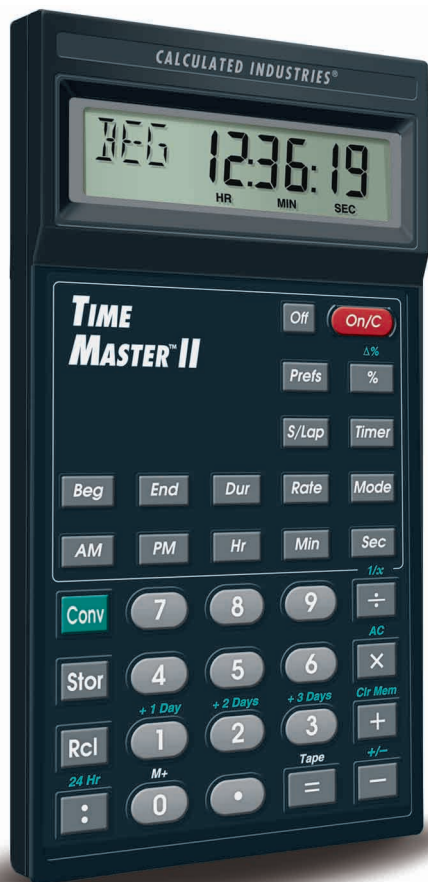 CALCULATED INDUSTRIES®
BEG 12:36:19
HR MIN SEC
TIME
MASTER™ II
Off On/C
Δ%
Prefs %
S/Lap Timer
Beg End Dur Rate Mode
AM PM Hr Min Sec
1/x
Conv 7 8 9 ÷
AC
Stor 4 5 6 ×
+ 1 Day + 2 Days + 3 Days Clr Mem
Rcl 1 2 3 +
24 Hr M+ Tape +/−
: 0 • = −